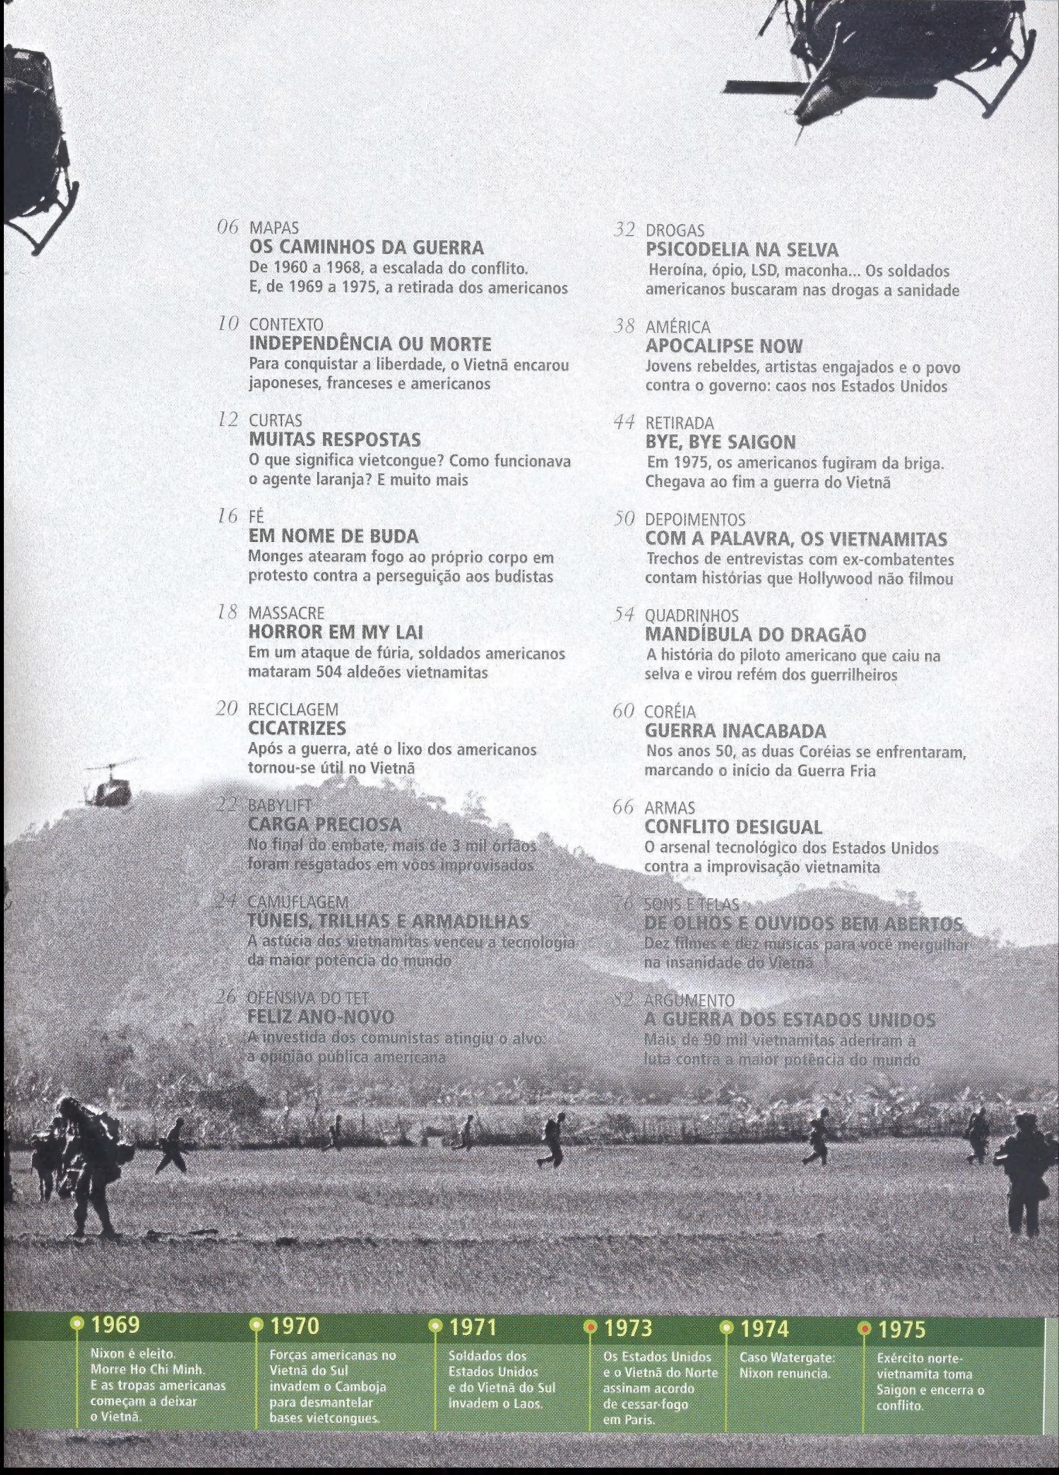 06 MAPAS
OS CAMINHOS DA GUERRA
De 1960 a 1968, a escalada do conflito.
E, de 1969 a 1975, a retirada dos americanos
10 CONTEXTO
INDEPENDÊNCIA OU MORTE
Para conquistar a liberdade, o Vietnã encarou
japoneses, franceses e americanos
12 CURTAS
MUITAS RESPOSTAS
O que significa vietcongue? Como funcionava
o agente laranja? E muito mais
16 FÉ
EM NOME DE BUDA
Monges atearam fogo ao próprio corpo em
protesto contra a perseguição aos budistas
18 MASSACRE
HORROR EM MY LAI
Em um ataque de fúria, soldados americanos
mataram 504 aldeões vietnamitas
20 RECICLAGEM
CICATRIZES
Após a guerra, até o lixo dos americanos
tornou-se útil no Vietnã
22 BABYLIFT
CARGA PRECIOSA
No final do embate, mais de 3 mil órfãos
foram resgatados em vôos improvisados
24 CAMUFLAGEM
TÚNEIS, TRILHAS E ARMADILHAS
A astúcia dos vietnamitas venceu a tecnologia
da maior potência do mundo
26 OFENSIVA DO TET
FELIZ ANO-NOVO
A investida dos comunistas atingiu o alvo:
a opinião pública americana
32 DROGAS
PSICODELIA NA SELVA
Heroína, ópio, LSD, maconha... Os soldados
americanos buscaram nas drogas a sanidade
38 AMÉRICA
APOCALIPSE NOW
Jovens rebeldes, artistas engajados e o povo
contra o governo: caos nos Estados Unidos
44 RETIRADA
BYE, BYE SAIGON
Em 1975, os americanos fugiram da briga.
Chegava ao fim a guerra do Vietnã
50 DEPOIMENTOS
COM A PALAVRA, OS VIETNAMITAS
Trechos de entrevistas com ex-combatentes
contam histórias que Hollywood não filmou
54 QUADRINHOS
MANDÍBULA DO DRAGÃO
A história do piloto americano que caiu na
selva e virou refém dos guerrilheiros
60 CORÉIA
GUERRA INACABADA
Nos anos 50, as duas Coréias se enfrentaram,
marcando o início da Guerra Fria
66 ARMAS
CONFLITO DESIGUAL
O arsenal tecnológico dos Estados Unidos
contra a improvisação vietnamita
76 SONS E TELAS
DE OLHOS E OUVIDOS BEM ABERTOS
Dez filmes e dez músicas para você mergulhar
na insanidade do Vietnã
82 ARGUMENTO
A GUERRA DOS ESTADOS UNIDOS
Mais de 90 mil vietnamitas aderiram à
luta contra a maior potência do mundo
1969
Nixon é eleito.
Morre Ho Chi Minh.
E as tropas americanas
começam a deixar
o Vietnã.
1970
Forças americanas no
Vietnã do Sul
invadem o Camboja
para desmantelar
bases vietcongues.
1971
Soldados dos
Estados Unidos
e do Vietnã do Sul
invadem o Laos.
1973
Os Estados Unidos
e o Vietnã do Norte
assinam acordo
de cessar-fogo
em Paris.
1974
Caso Watergate:
Nixon renuncia.
1975
Exército norte-
vietnamita toma
Saigon e encerra o
conflito.